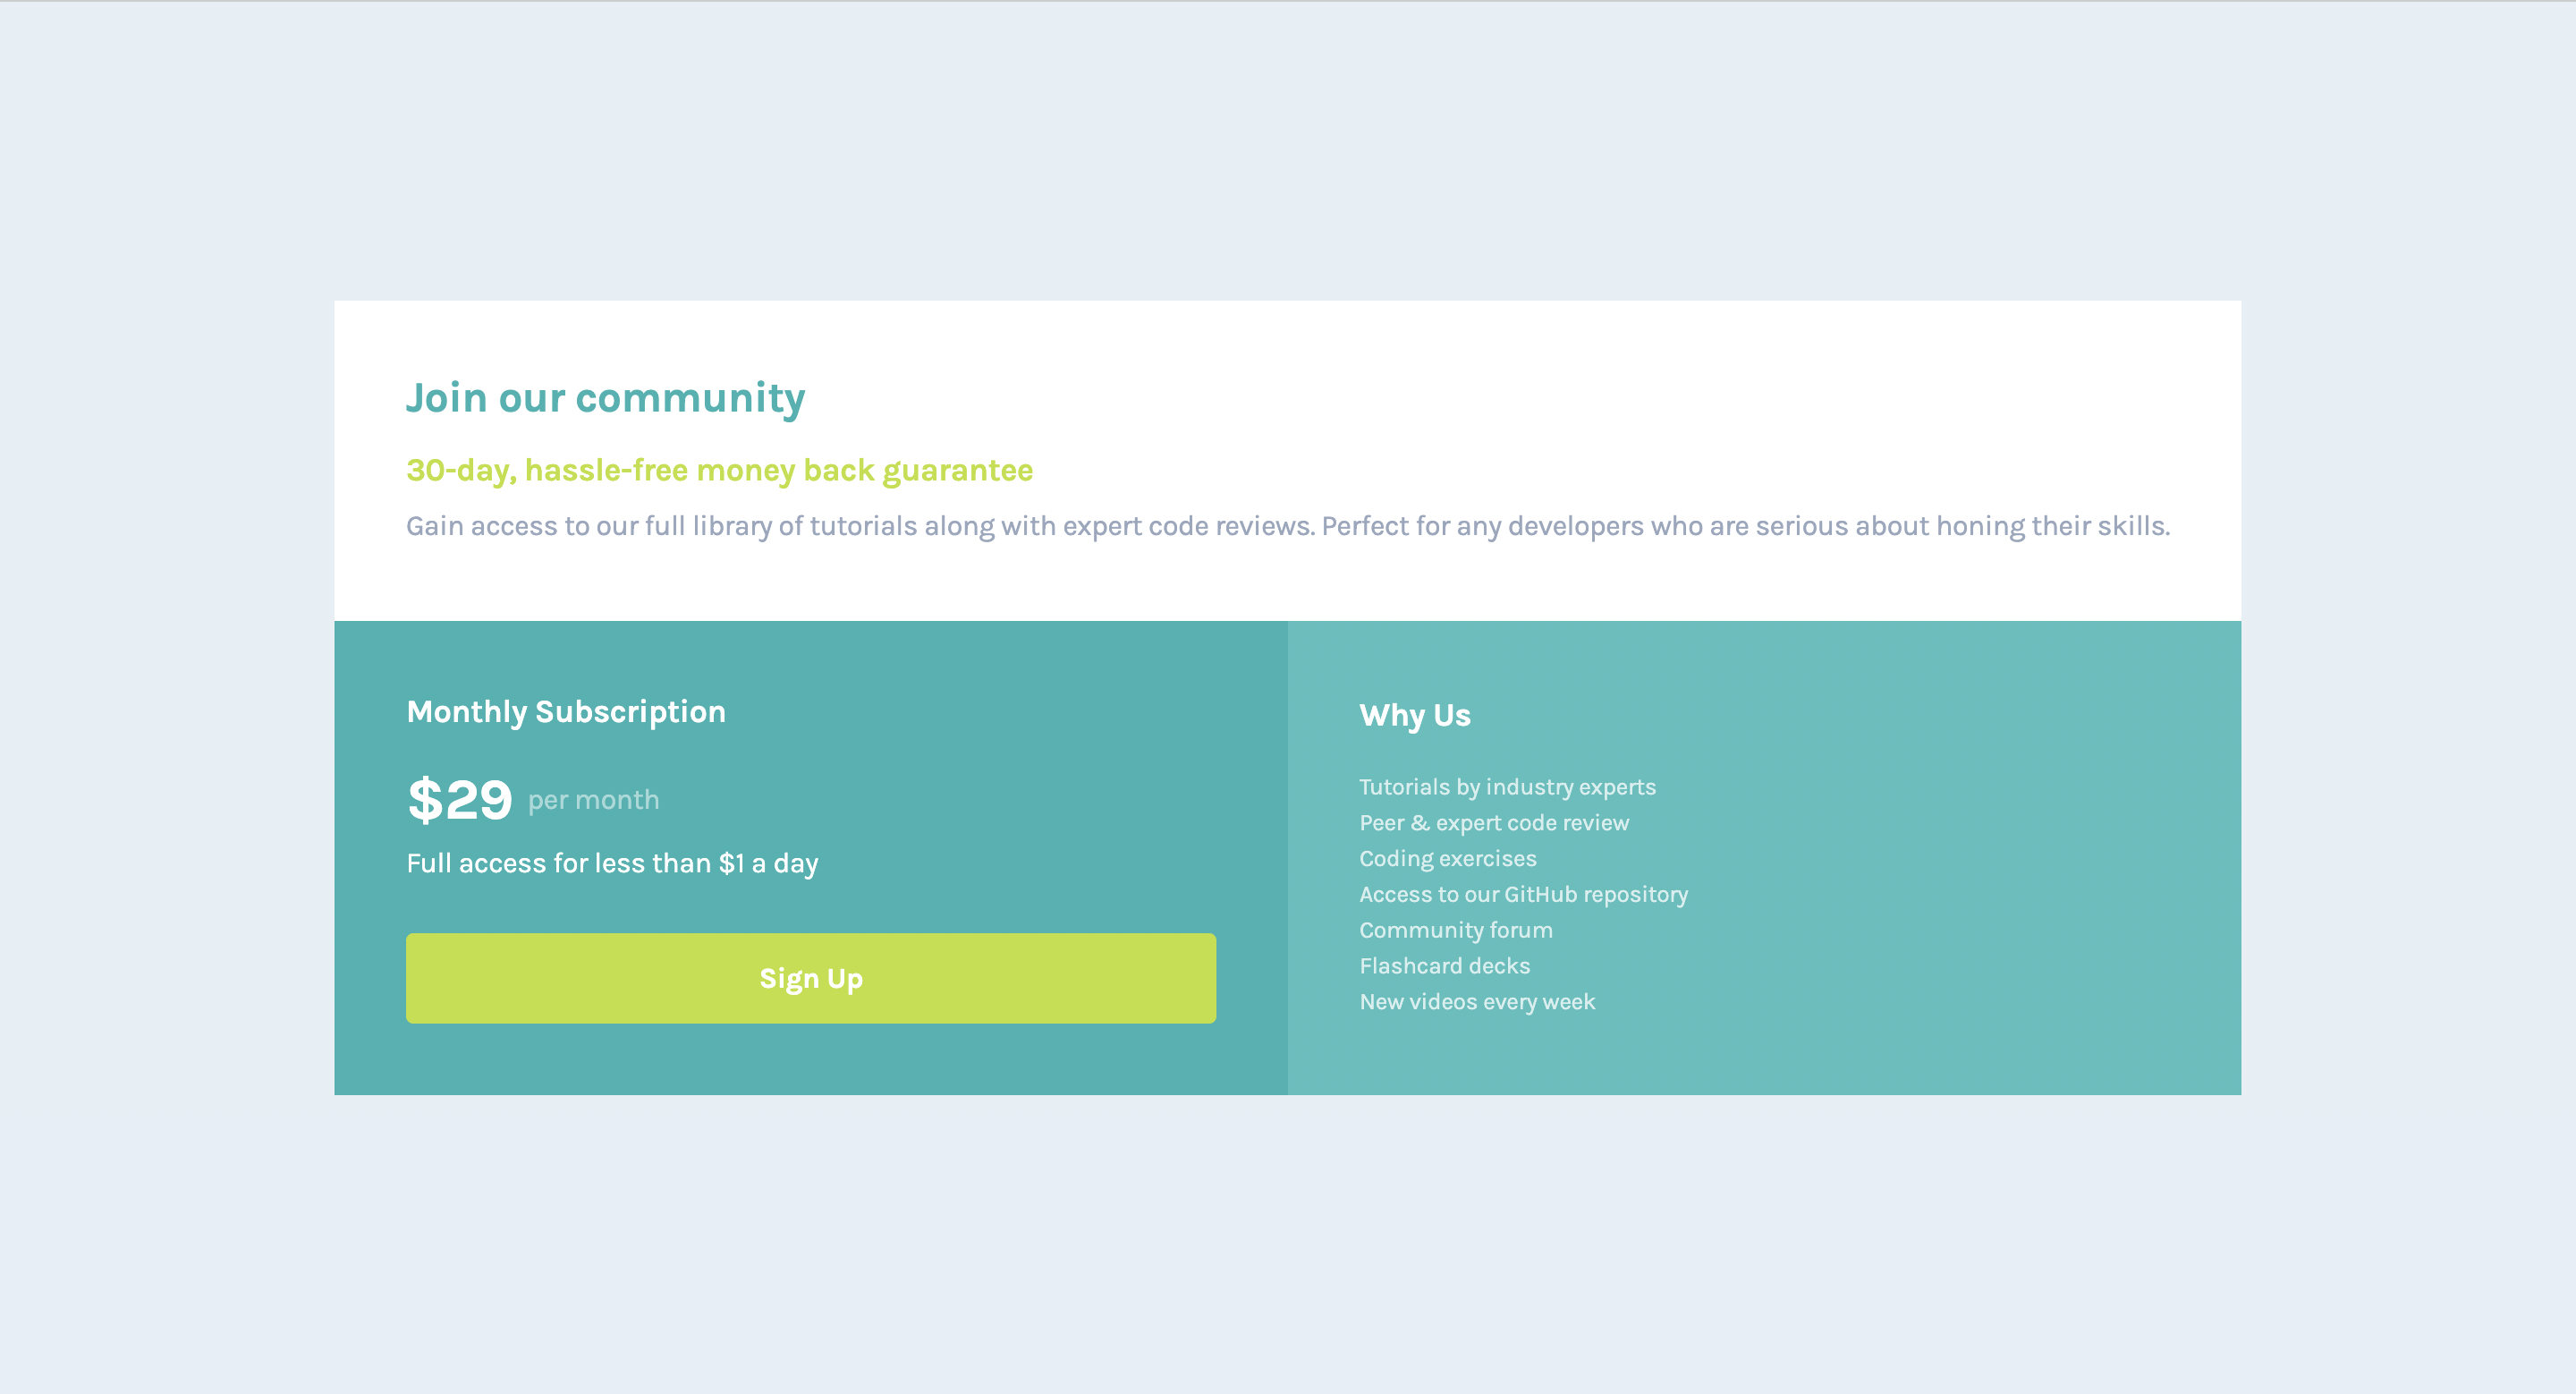 Join our community
30-day, hassle-free money back guarantee
Gain access to our full library of tutorials along with expert code reviews. Perfect for any developers who are serious about honing their skills.
Monthly Subscription
$29 per month
Full access for less than $1 a day
Sign Up
Why Us
Tutorials by industry experts
Peer & expert code review
Coding exercises
Access to our GitHub repository
Community forum
Flashcard decks
New videos every week